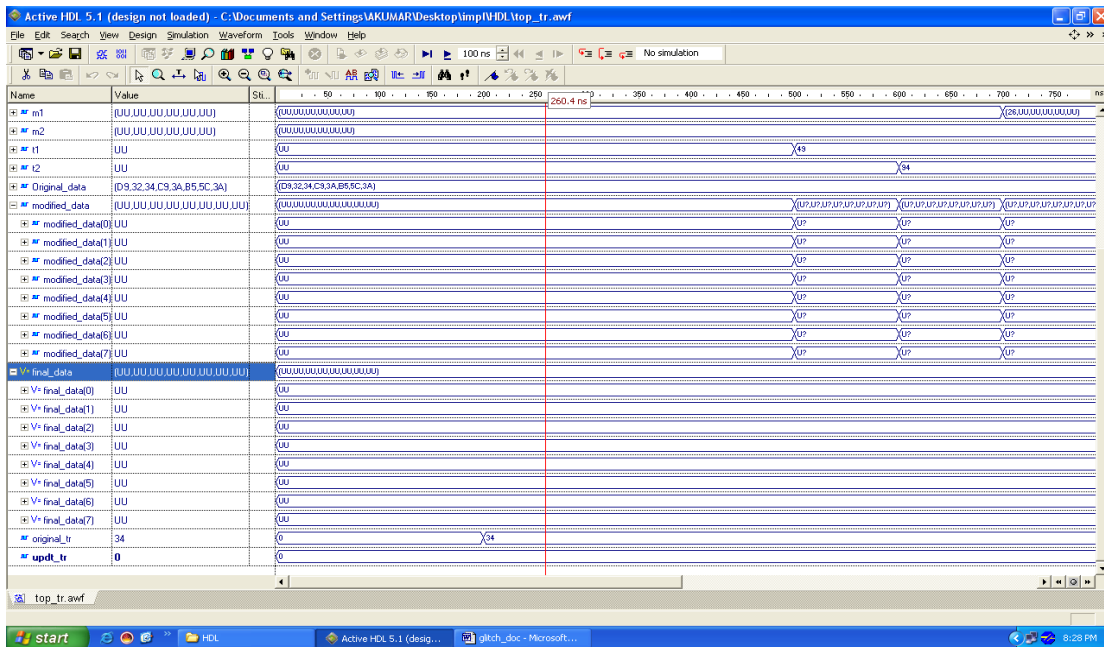 Active HDL 5.1 (design not loaded) - C:\Documents and Settings\AKUMAR\Desktop\impl\HDL\top_tr.awf
File Edit Search View Design Simulation Waveform Tools Window Help
100 ns No simulation
Name Value Sti... 50 100 150 200 250 400 450 500 550 600 650 700 750 ns
260.4 ns
m1 (UU,UU,UU,UU,UU,UU) (UU,UU,UU,UU,UU,UU) (26,UU,UU,UU,UU,UU)
m2 (UU,UU,UU,UU,UU,UU) (UU,UU,UU,UU,UU,UU)
t1 UU UU 49
t2 UU UU 94
Original_data (D9,32,34,C9,3A,B5,5C,3A) (D9,32,34,C9,3A,B5,5C,3A)
modified_data (UU,UU,UU,UU,UU,UU,UU,UU) (UU,UU,UU,UU,UU,UU,UU,UU) (U?,U?,U?,U?,U?,U?,U?,U?) (U?,U?,U?,U?,U?,U?,U?,U?) (U?,U?,U?,U?,U?,U?,U?,U?
modified_data(0) UU UU U? U? U?
modified_data(1) UU UU U? U? U?
modified_data(2) UU UU U? U? U?
modified_data(3) UU UU U? U? U?
modified_data(4) UU UU U? U? U?
modified_data(5) UU UU U? U? U?
modified_data(6) UU UU U? U? U?
modified_data(7) UU UU U? U? U?
V= final_data (UU,UU,UU,UU,UU,UU,UU,UU) (UU,UU,UU,UU,UU,UU,UU,UU)
V= final_data(0) UU UU
V= final_data(1) UU UU
V= final_data(2) UU UU
V= final_data(3) UU UU
V= final_data(4) UU UU
V= final_data(5) UU UU
V= final_data(6) UU UU
V= final_data(7) UU UU
original_tr 34 0 34
updt_tr 0 0
top_tr.awf
start HDL Active HDL 5.1 (desig... glitch_doc - Microsoft... 8:28 PM